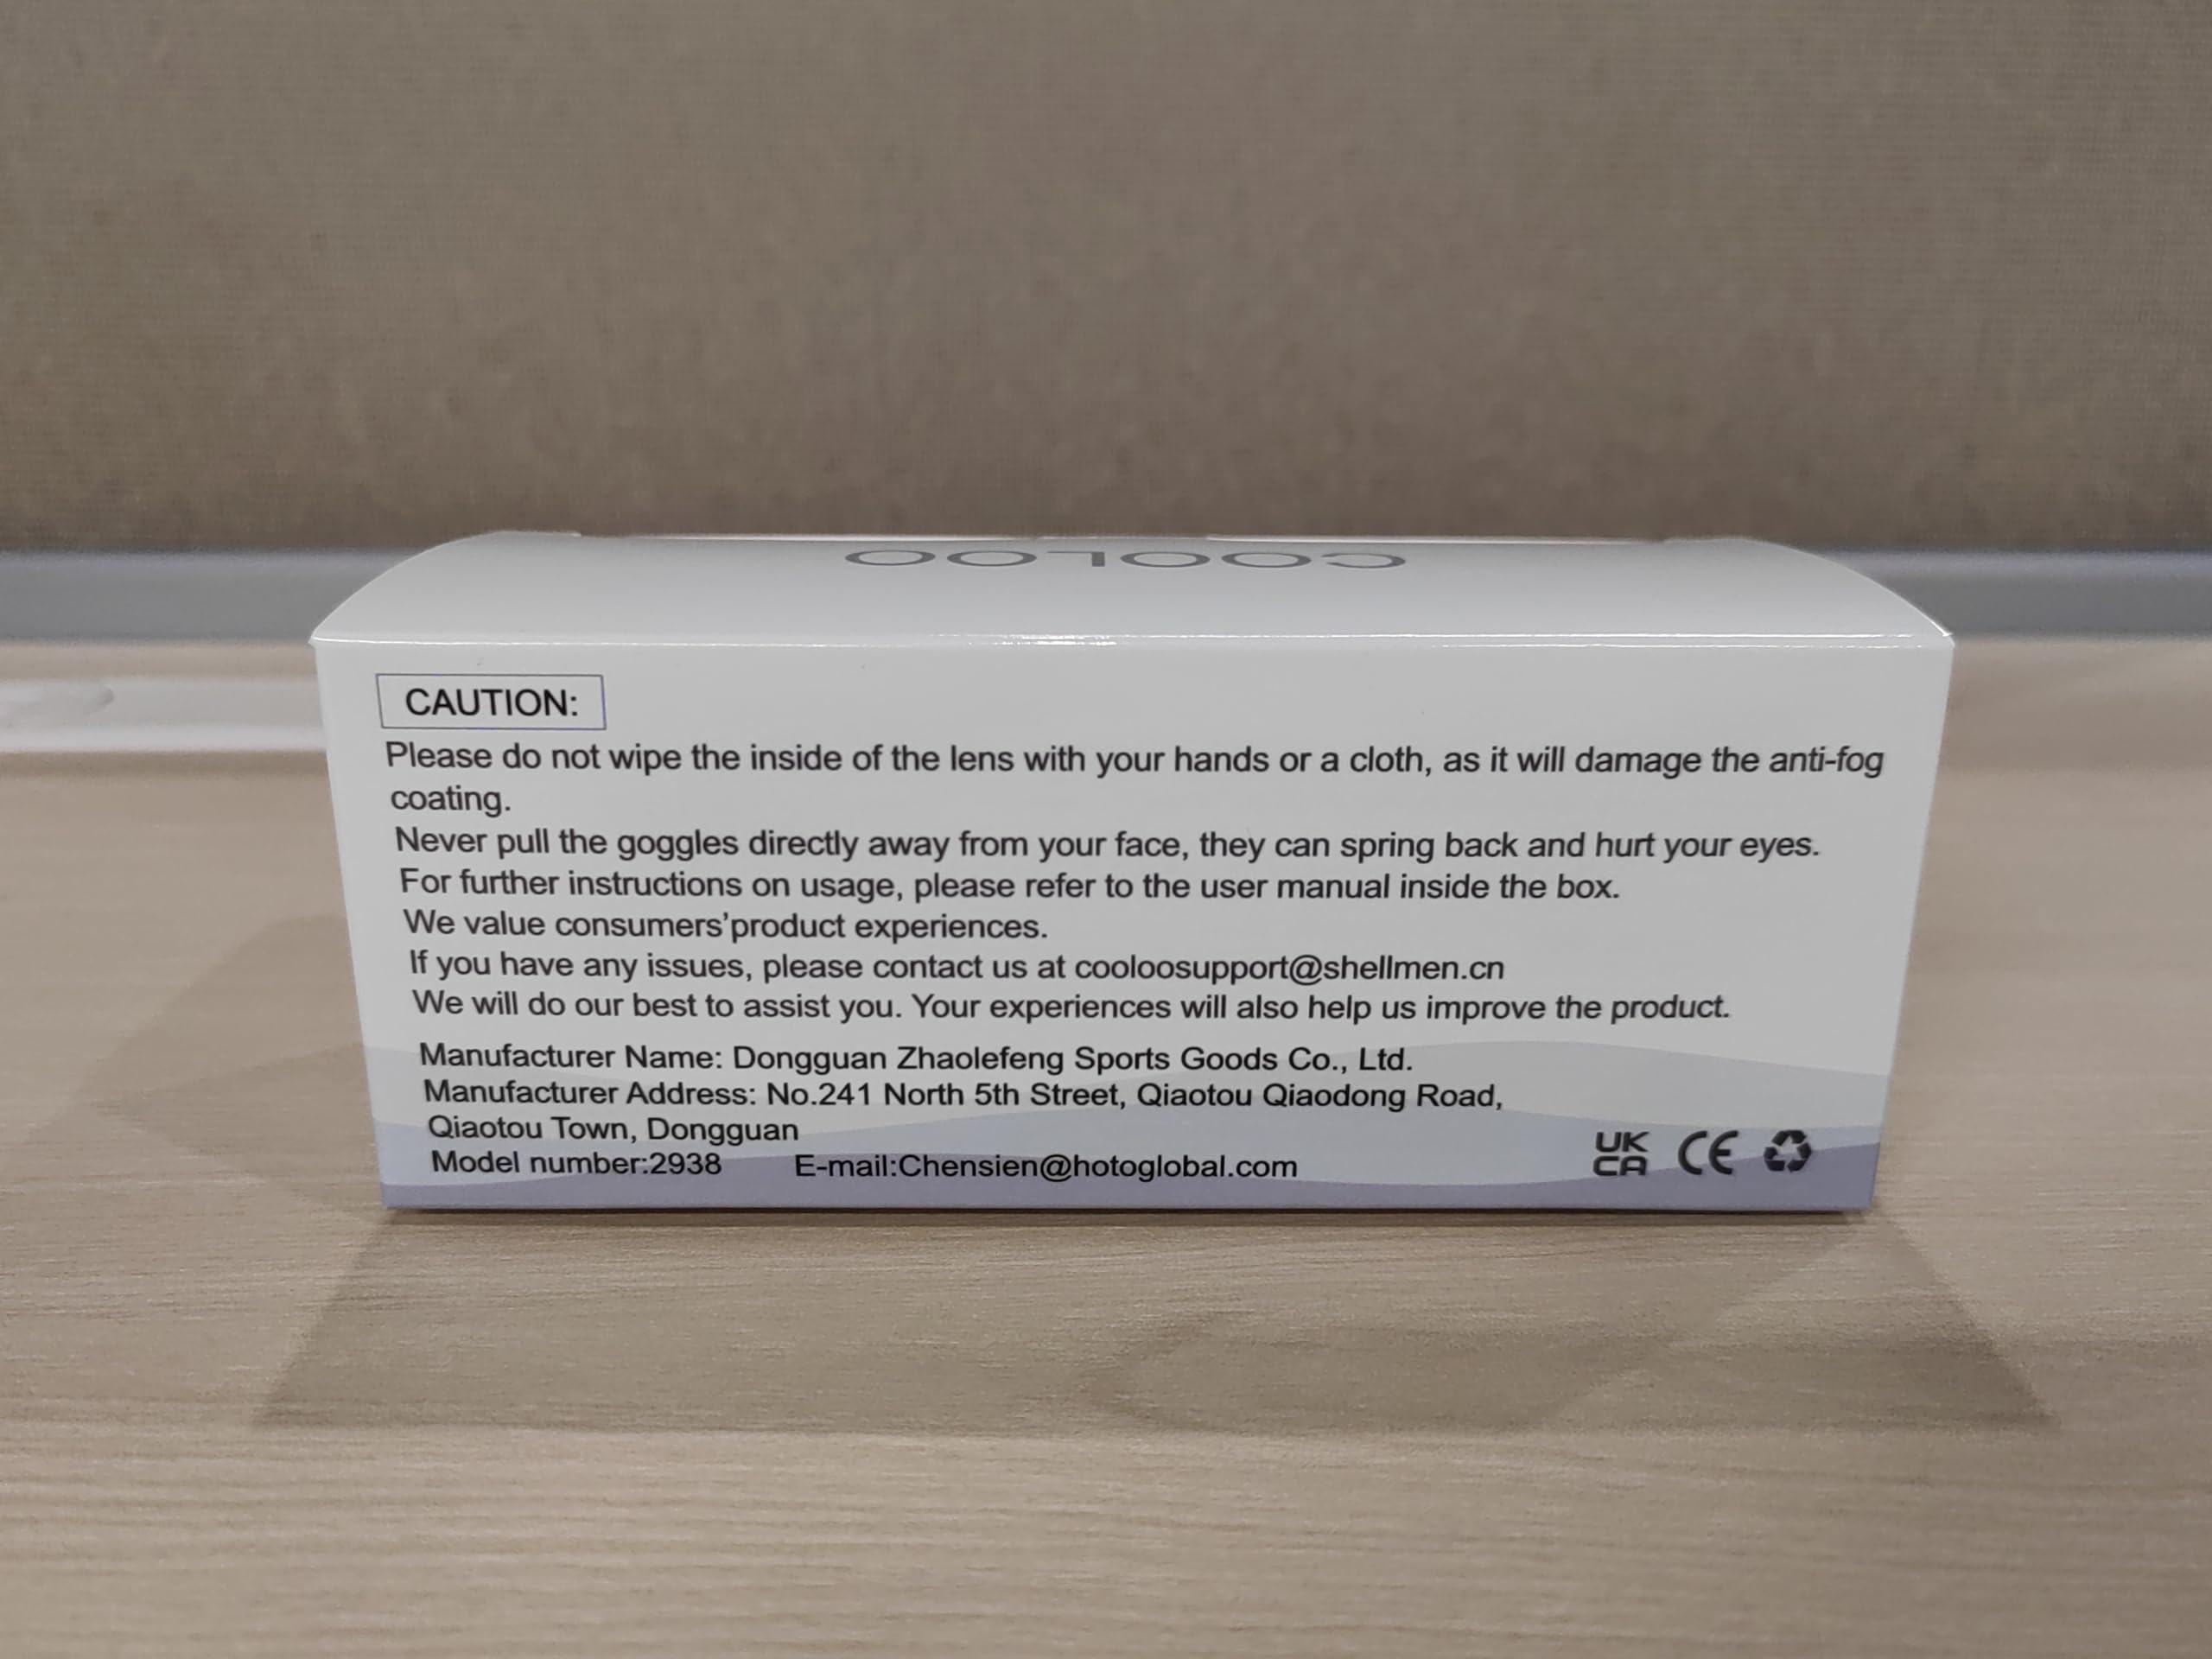 COOLOO
CAUTION:
Please do not wipe the inside of the lens with your hands or a cloth, as it will damage the anti-fog
coating.
Never pull the goggles directly away from your face, they can spring back and hurt your eyes.
For further instructions on usage, please refer to the user manual inside the box.
We value consumers'product experiences.
If you have any issues, please contact us at cooloosupport@shellmen.cn
We will do our best to assist you. Your experiences will also help us improve the product.
Manufacturer Name: Dongguan Zhaolefeng Sports Goods Co., Ltd.
Manufacturer Address: No.241 North 5th Street, Qiaotou Qiaodong Road,
Qiaotou Town, Dongguan
Model number:2938 E-mail:Chensien@hotoglobal.com
UK
CA CE